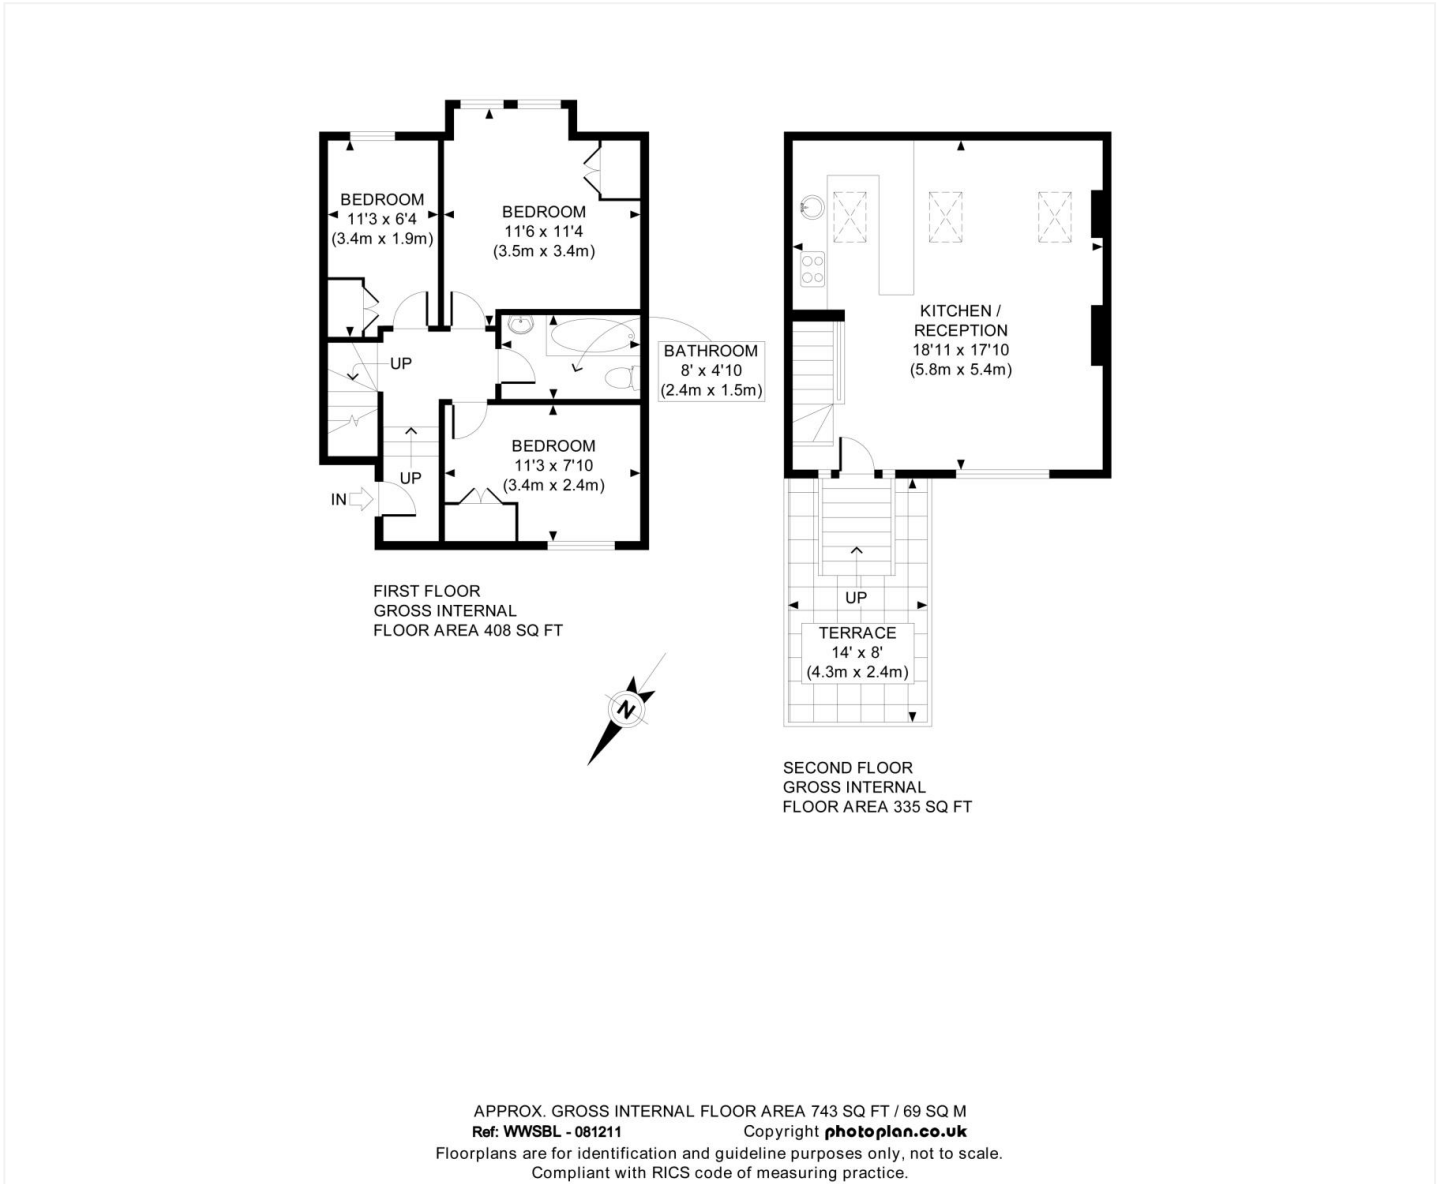 BEDROOM
11'3 x 6'4
(3.4m x 1.9m)
BEDROOM
11'6 x 11'4
(3.5m x 3.4m)
UP
BATHROOM
8' x 4'10
(2.4m x 1.5m)
BEDROOM
11'3 x 7'10
(3.4m x 2.4m)
UP
IN
FIRST FLOOR
GROSS INTERNAL
FLOOR AREA 408 SQ FT
N
KITCHEN /
RECEPTION
18'11 x 17'10
(5.8m x 5.4m)
UP
TERRACE
14' x 8'
(4.3m x 2.4m)
SECOND FLOOR
GROSS INTERNAL
FLOOR AREA 335 SQ FT
APPROX. GROSS INTERNAL FLOOR AREA 743 SQ FT / 69 SQ M
Ref: WWSBL - 081211 Copyright photoplan.co.uk
Floorplans are for identification and guideline purposes only, not to scale.
Compliant with RICS code of measuring practice.